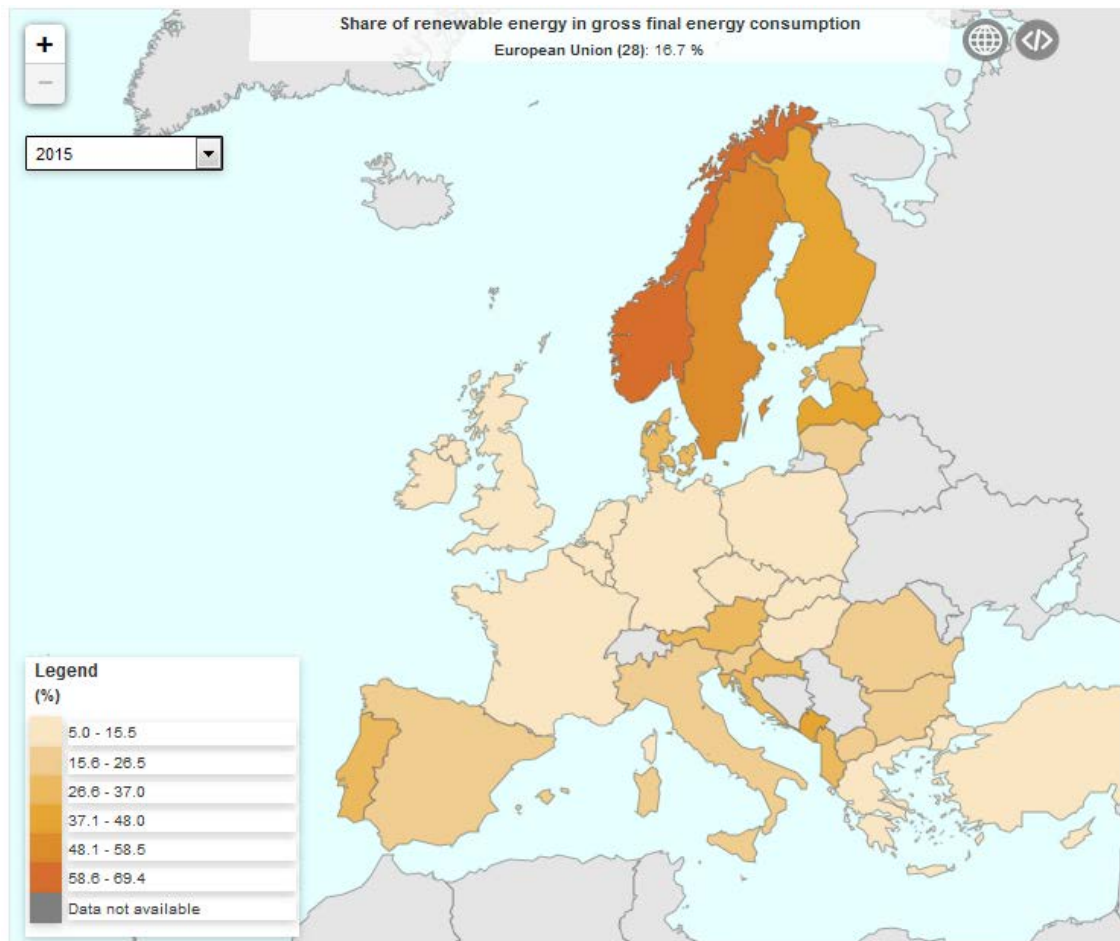 Share of renewable energy in gross final energy consumption
European Union (28): 16.7 %
+
−
</>
2015
Legend
(%)
5.0 - 15.5
15.6 - 26.5
26.6 - 37.0
37.1 - 48.0
48.1 - 58.5
58.6 - 69.4
Data not available